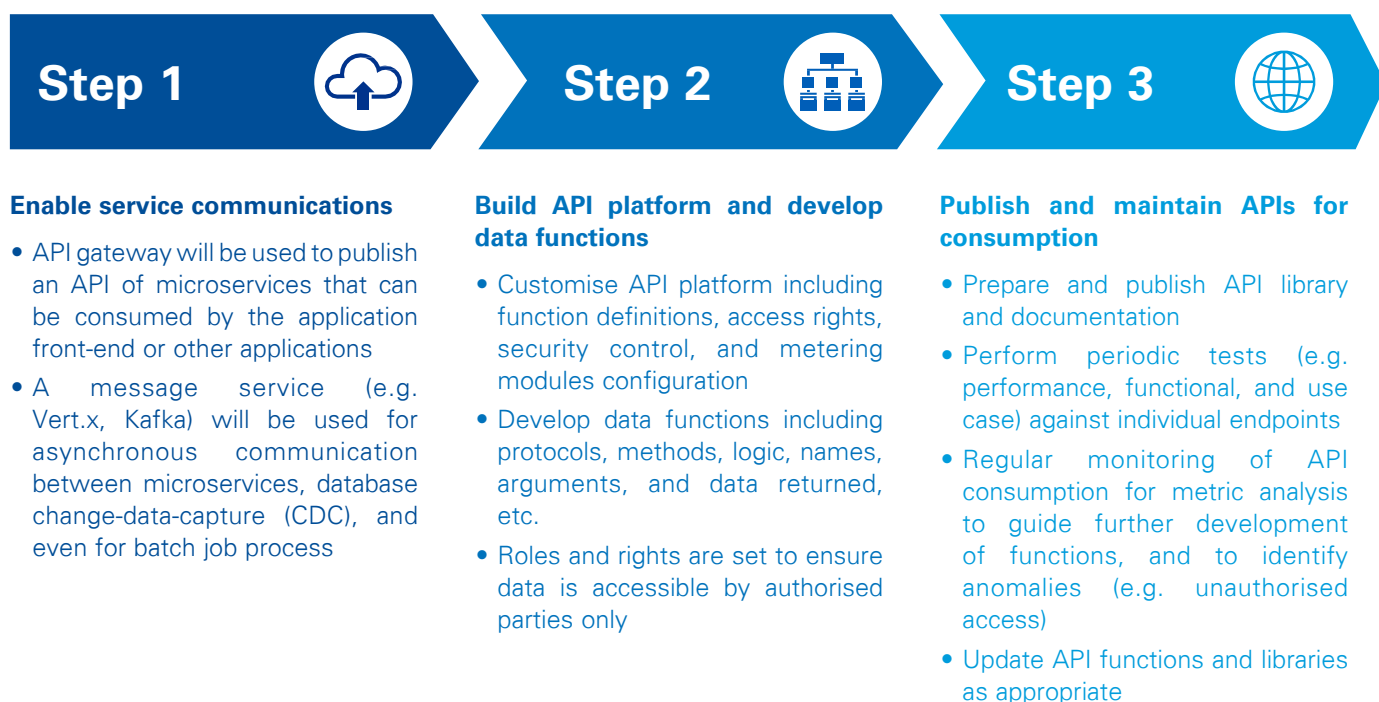 Step 1
Step 2
Step 3
Enable service communications
• API gateway will be used to publish
an API of microservices that can
be consumed by the application
front-end or other applications
• A message service (e.g.
Vert.x, Kafka) will be used for
asynchronous communication
between microservices, database
change-data-capture (CDC), and
even for batch job process
Build API platform and develop
data functions
• Customise API platform including
function definitions, access rights,
security control, and metering
modules configuration
• Develop data functions including
protocols, methods, logic, names,
arguments, and data returned,
etc.
• Roles and rights are set to ensure
data is accessible by authorised
parties only
Publish and maintain APIs for
consumption
• Prepare and publish API library
and documentation
• Perform periodic tests (e.g.
performance, functional, and use
case) against individual endpoints
• Regular monitoring of API
consumption for metric analysis
to guide further development
of functions, and to identify
anomalies (e.g. unauthorised
access)
• Update API functions and libraries
as appropriate